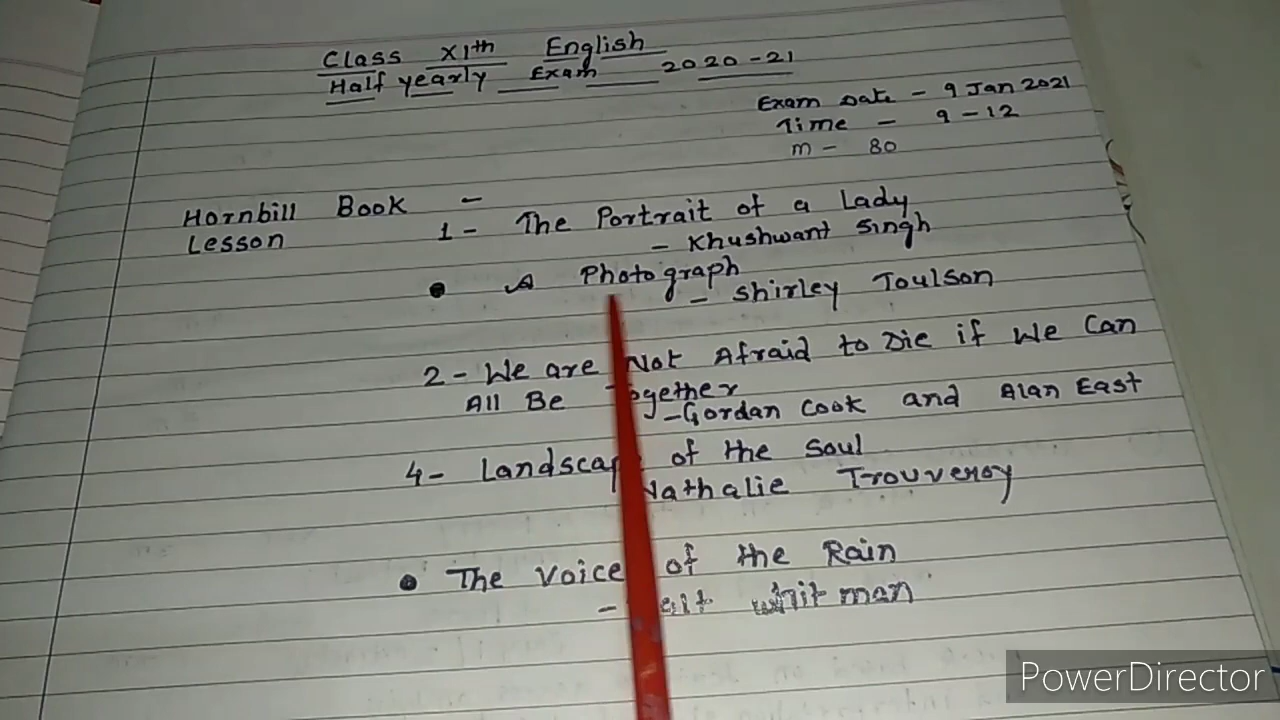 Class XIth English
Half yearly Exam 2020-21
Exam Date - 9 Jan 2021
Time - 9-12
m- 80
Hornbill Book -
Lesson
1- The Portrait of a Lady
- Khushwant Singh
• A Photograph
- Shirley Toulson
2- We are Not Afraid to Die if We Can
All Be Together
-Gordan Cook and Alan East
4- Landscape of the Soul
Nathalie Trouveroy
• The Voice of the Rain
- whitman
PowerDirector